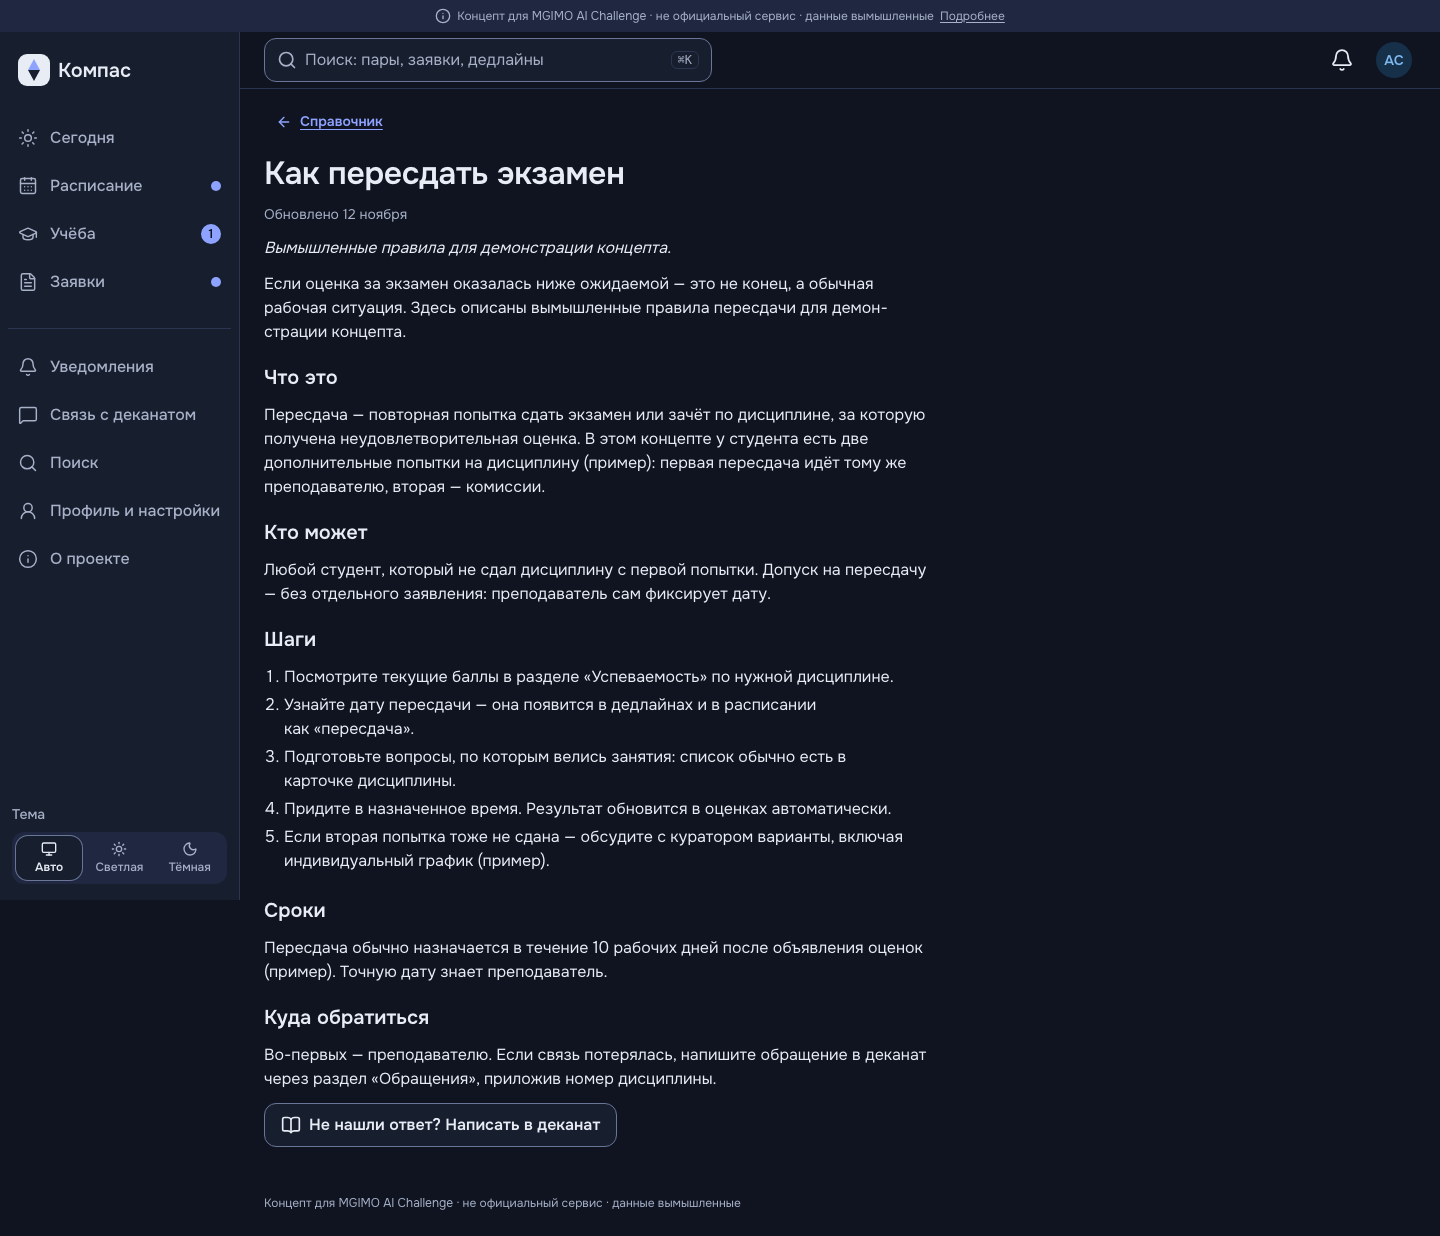 Концепт для MGIMO AI Challenge · не официальный сервис · данные вымышленные Подробнее
Компас
Поиск: пары, заявки, дедлайны
⌘K
АС
Сегодня
Расписание
Учёба
1
Заявки
Уведомления
Связь с деканатом
Поиск
Профиль и настройки
О проекте
Тема
Авто
Светлая
Тёмная
Справочник
Как пересдать экзамен
Обновлено 12 ноября
Вымышленные правила для демонстрации концепта.
Если оценка за экзамен оказалась ниже ожидаемой — это не конец, а обычная
рабочая ситуация. Здесь описаны вымышленные правила пересдачи для демон-
страции концепта.
Что это
Пересдача — повторная попытка сдать экзамен или зачёт по дисциплине, за которую
получена неудовлетворительная оценка. В этом концепте у студента есть две
дополнительные попытки на дисциплину (пример): первая пересдача идёт тому же
преподавателю, вторая — комиссии.
Кто может
Любой студент, который не сдал дисциплину с первой попытки. Допуск на пересдачу
— без отдельного заявления: преподаватель сам фиксирует дату.
Шаги
1. Посмотрите текущие баллы в разделе «Успеваемость» по нужной дисциплине.
2. Узнайте дату пересдачи — она появится в дедлайнах и в расписании
как «пересдача».
3. Подготовьте вопросы, по которым велись занятия: список обычно есть в
карточке дисциплины.
4. Придите в назначенное время. Результат обновится в оценках автоматически.
5. Если вторая попытка тоже не сдана — обсудите с куратором варианты, включая
индивидуальный график (пример).
Сроки
Пересдача обычно назначается в течение 10 рабочих дней после объявления оценок
(пример). Точную дату знает преподаватель.
Куда обратиться
Во-первых — преподавателю. Если связь потерялась, напишите обращение в деканат
через раздел «Обращения», приложив номер дисциплины.
Не нашли ответ? Написать в деканат
Концепт для MGIMO AI Challenge · не официальный сервис · данные вымышленные